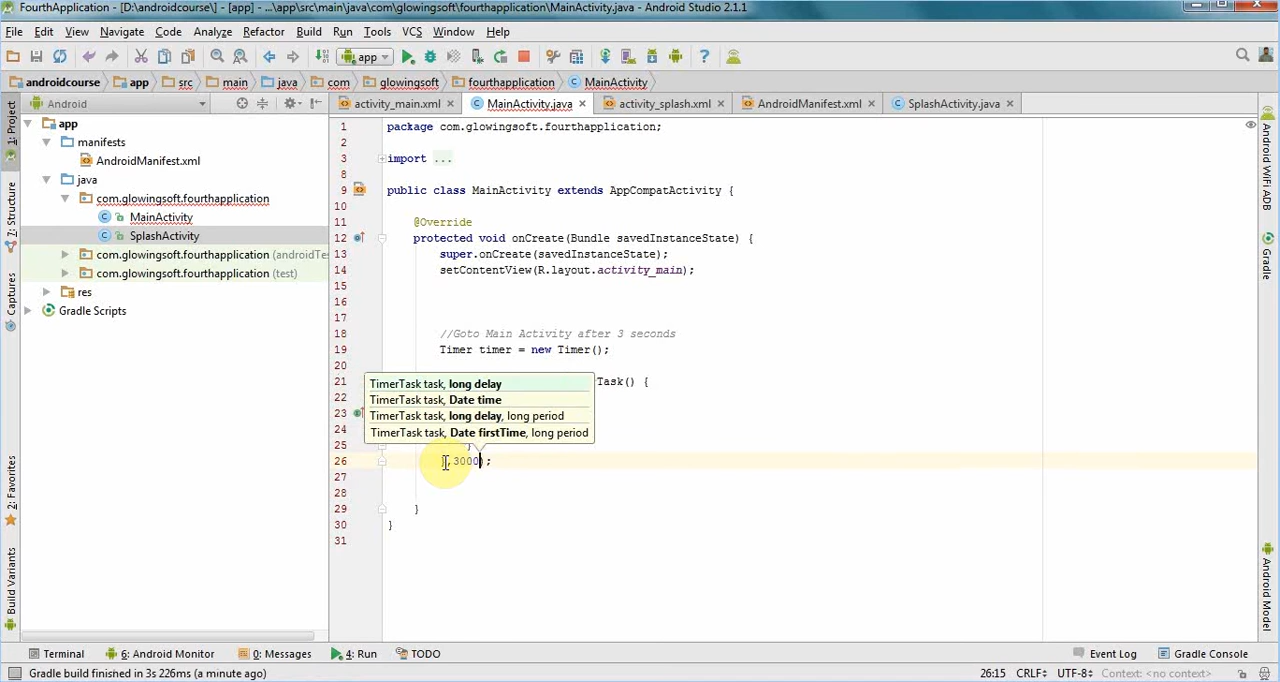 FourthApplication - [D:\androidcourse\] - [app] - ...\app\src\main\java\com\glowingsoft\fourthapplication\MainActivity.java - Android Studio 2.1.1
File Edit View Navigate Code Analyze Refactor Build Run Tools VCS Window Help
app
androidcourse app src main java com glowingsoft fourthapplication MainActivity
Android
activity_main.xml MainActivity.java activity_splash.xml AndroidManifest.xml SplashActivity.java
1: Project
7: Structure
Captures
2: Favorites
Build Variants
app
manifests
AndroidManifest.xml
java
com.glowingsoft.fourthapplication
MainActivity
SplashActivity
com.glowingsoft.fourthapplication (androidTes
com.glowingsoft.fourthapplication (test)
res
Gradle Scripts
1 package com.glowingsoft.fourthapplication;
2
3 import ...
8
9 public class MainActivity extends AppCompatActivity {
10
11 @Override
12 protected void onCreate(Bundle savedInstanceState) {
13 super.onCreate(savedInstanceState);
14 setContentView(R.layout.activity_main);
15
16
17
18 //Goto Main Activity after 3 seconds
19 Timer timer = new Timer();
20
21 Task() {
22
23
24
25 }
26 },3000);
27
28
29 }
30 }
31
TimerTask task, long delay
TimerTask task, Date time
TimerTask task, long delay, long period
TimerTask task, Date firstTime, long period
Android WiFi ADB
Gradle
Android Model
Terminal 6: Android Monitor 0: Messages 4: Run TODO Event Log Gradle Console
Gradle build finished in 3s 226ms (a minute ago) 26:15 CRLF UTF-8 Context: <no context>